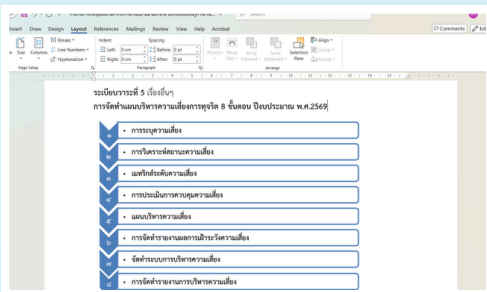 Insert Draw Design Layout References Mailings Review View Help Acrobat
Comments
Breaks Indent Spacing Align
Size Columns Line Numbers Left: 0 cm Before: 0 pt Selection
Hyphenation Right: 0 cm After: 0 pt Pane
Page Setup Paragraph Arrange
ระเบียบวาระที่ 5 เรื่องอื่นๆ
การจัดทำแผนบริหารความเสี่ยงการทุจริต 8 ขั้นตอน ปีงบประมาณ พ.ศ.2569
๑ • การระบุความเสี่ยง
๒ • การวิเคราะห์สถานะความเสี่ยง
๓ • เมทริกส์ระดับความเสี่ยง
๔ • การประเมินการควบคุมความเสี่ยง
๕ • แผนบริหารความเสี่ยง
๖ • การจัดทำรายงานผลการเฝ้าระวังความเสี่ยง
๗ • จัดทำระบบการบริหารความเสี่ยง
๘ • การจัดทำรายงานการบริหารความเสี่ยง